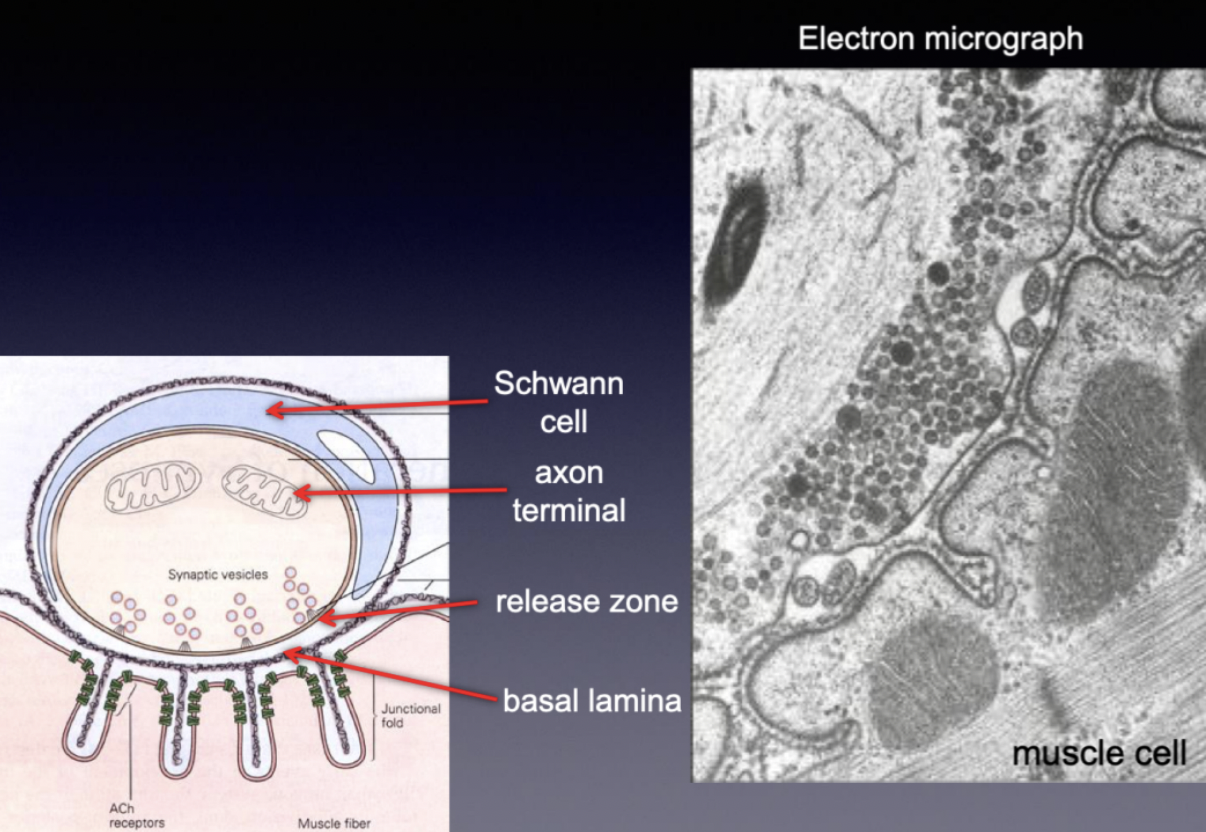 Electron micrograph
Schwann
cell
axon
terminal
Synaptic vesicles
release zone
basal lamina
Junctional
fold
ACh
receptors
Muscle fiber
muscle cell